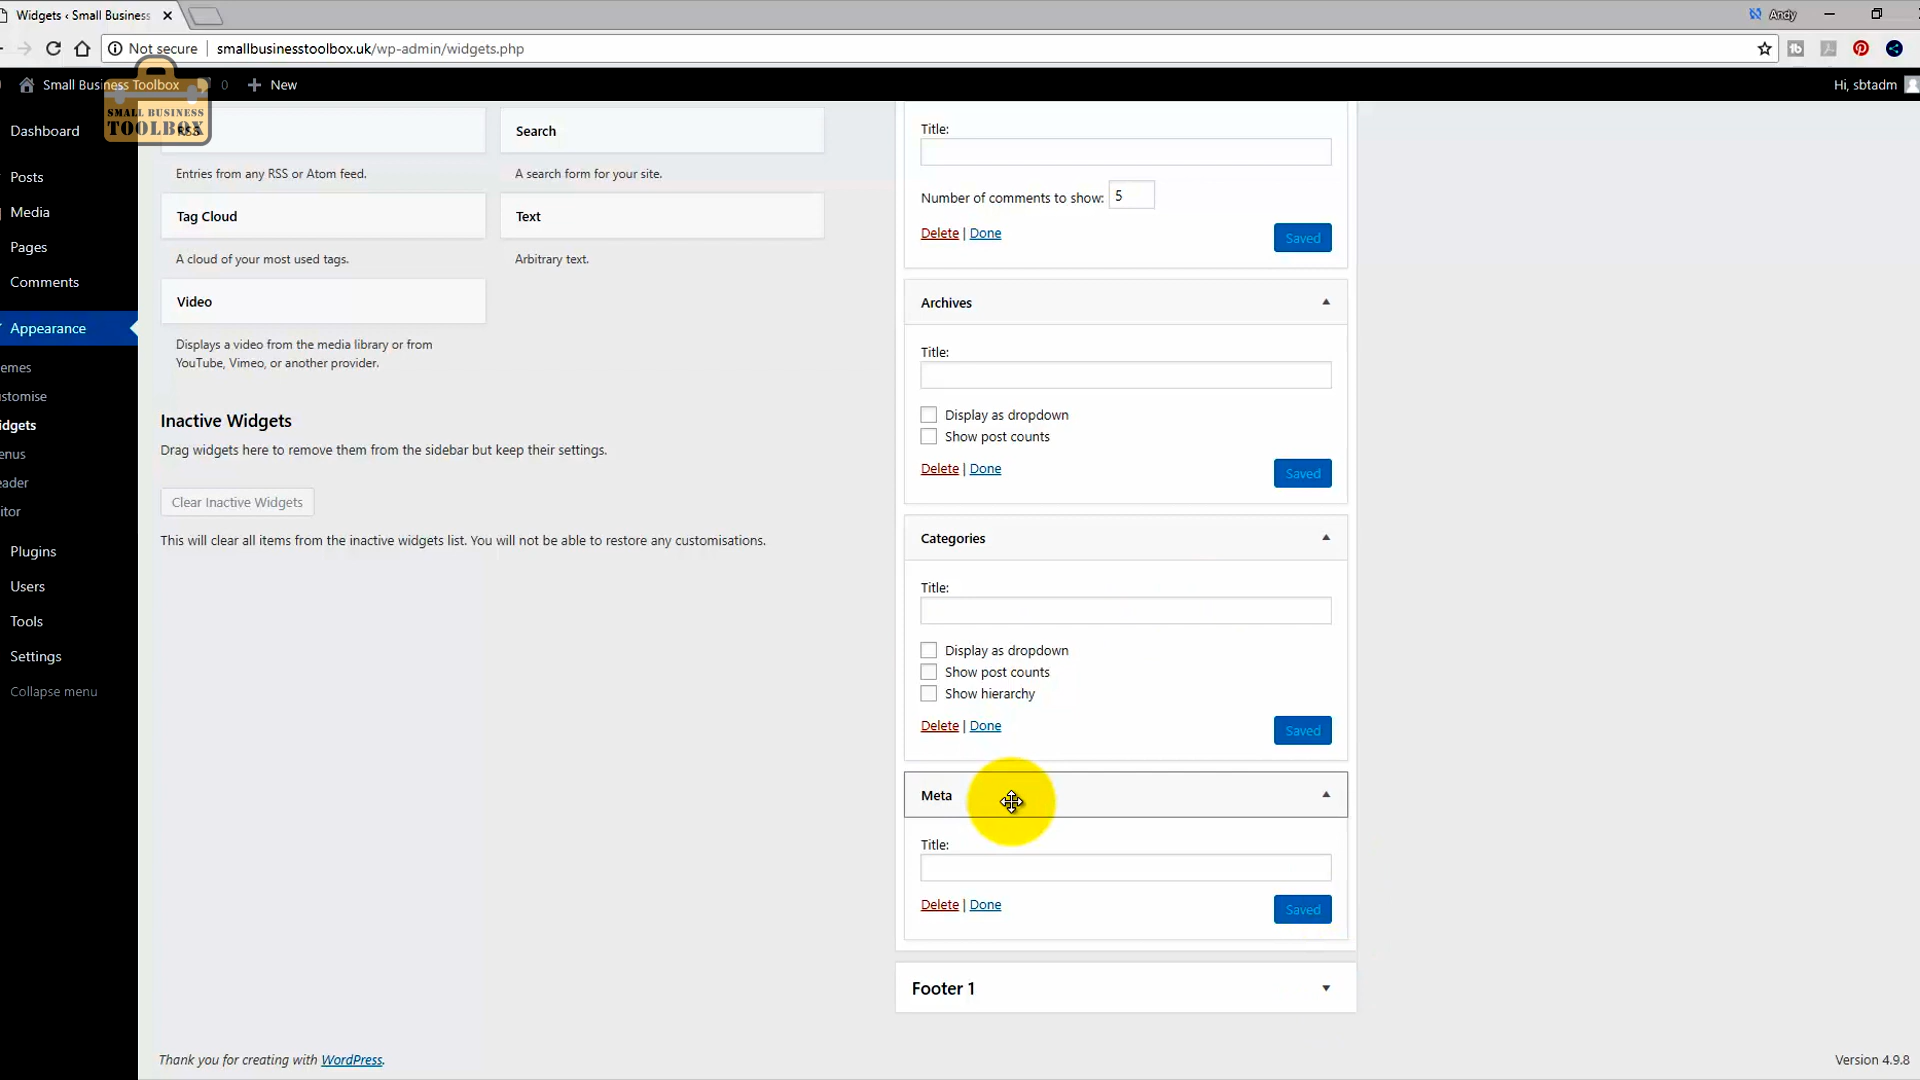 Widgets ‹ Small Business
Andy
Not secure
smallbusinesstoolbox.uk/wp-admin/widgets.php
Small Business Toolbox
0
New
Hi, sbtadm
SMALL BUSINESS
TOOLBOX
RSS
Entries from any RSS or Atom feed.
Search
A search form for your site.
Tag Cloud
A cloud of your most used tags.
Text
Arbitrary text.
Video
Displays a video from the media library or from
YouTube, Vimeo, or another provider.
Inactive Widgets
Drag widgets here to remove them from the sidebar but keep their settings.
Clear Inactive Widgets
This will clear all items from the inactive widgets list. You will not be able to restore any customisations.
Dashboard
Posts
Media
Pages
Comments
Appearance
emes
stomise
idgets
enus
eader
itor
Plugins
Users
Tools
Settings
Collapse menu
Title:
Number of comments to show: 5
Delete | Done
Saved
Archives
Title:
Display as dropdown
Show post counts
Delete | Done
Saved
Categories
Title:
Display as dropdown
Show post counts
Show hierarchy
Delete | Done
Saved
Meta
Title:
Delete | Done
Saved
Footer 1
Thank you for creating with WordPress.
Version 4.9.8